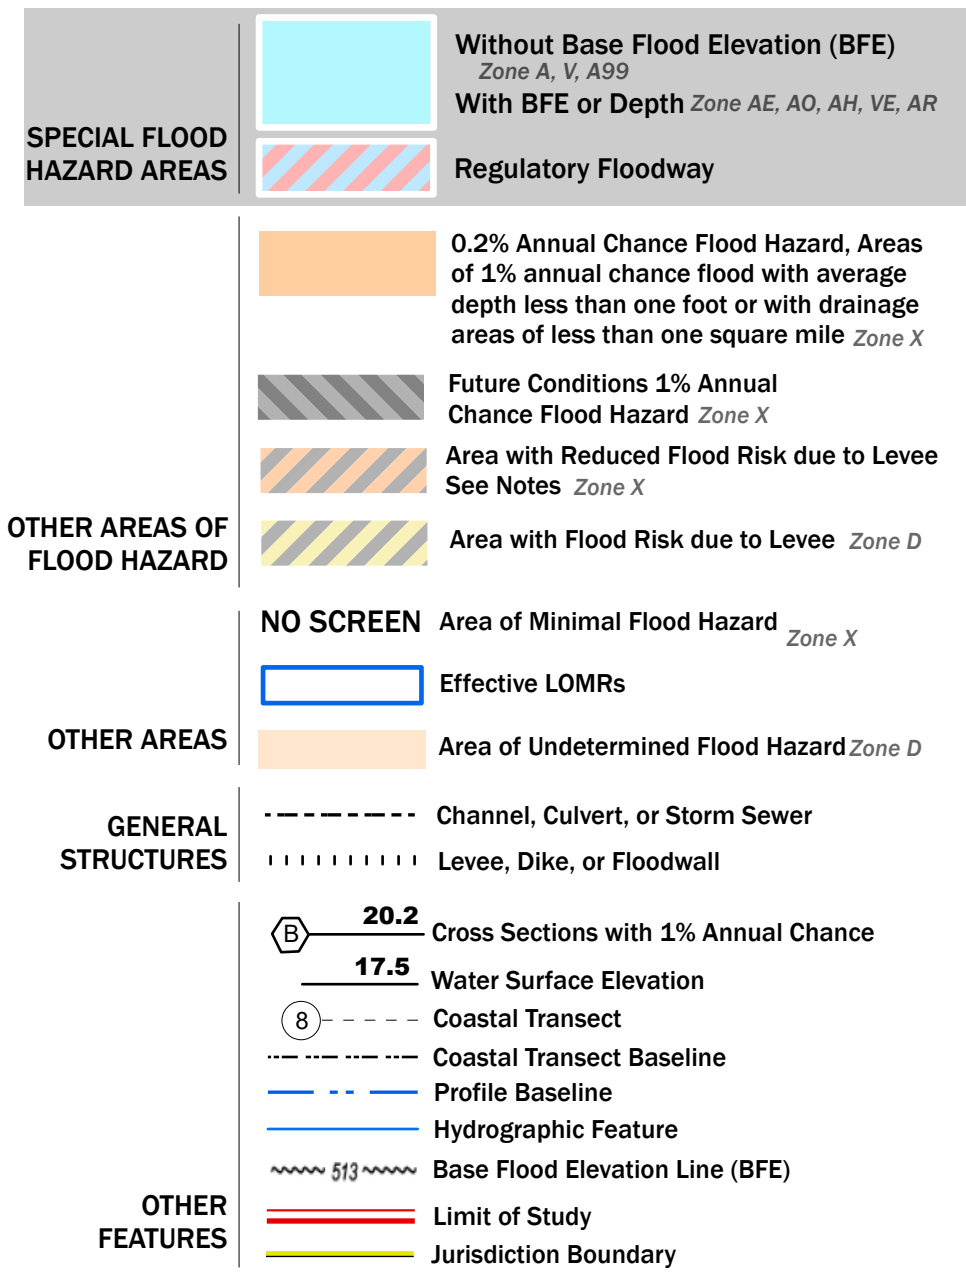 SPECIAL FLOOD
HAZARD AREAS
Without Base Flood Elevation (BFE)
Zone A, V, A99
With BFE or Depth Zone AE, AO, AH, VE, AR
Regulatory Floodway
OTHER AREAS OF
FLOOD HAZARD
0.2% Annual Chance Flood Hazard, Areas
of 1% annual chance flood with average
depth less than one foot or with drainage
areas of less than one square mile Zone X
Future Conditions 1% Annual
Chance Flood Hazard Zone X
Area with Reduced Flood Risk due to Levee
See Notes Zone X
Area with Flood Risk due to Levee Zone D
OTHER AREAS
NO SCREEN Area of Minimal Flood Hazard Zone X
Effective LOMRs
Area of Undetermined Flood Hazard Zone D
GENERAL
STRUCTURES
Channel, Culvert, or Storm Sewer
Levee, Dike, or Floodwall
OTHER
FEATURES
B 20.2 Cross Sections with 1% Annual Chance
17.5 Water Surface Elevation
8 Coastal Transect
Coastal Transect Baseline
Profile Baseline
Hydrographic Feature
513 Base Flood Elevation Line (BFE)
Limit of Study
Jurisdiction Boundary